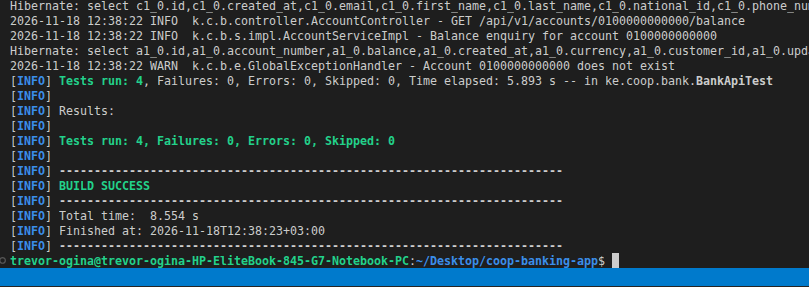 Hibernate: select c1_0.id,c1_0.created_at,c1_0.email,c1_0.first_name,c1_0.last_name,c1_0.national_id,c1_0.phone_num
2026-11-18 12:38:22 INFO  k.c.b.controller.AccountController - GET /api/v1/accounts/0100000000000/balance
2026-11-18 12:38:22 INFO  k.c.b.s.impl.AccountServiceImpl - Balance enquiry for account 0100000000000
Hibernate: select a1_0.id,a1_0.account_number,a1_0.balance,a1_0.created_at,a1_0.currency,a1_0.customer_id,a1_0.upda
2026-11-18 12:38:22 WARN  k.c.b.e.GlobalExceptionHandler - Account 0100000000000 does not exist
[INFO] Tests run: 4, Failures: 0, Errors: 0, Skipped: 0, Time elapsed: 5.893 s -- in ke.coop.bank.BankApiTest
[INFO]
[INFO] Results:
[INFO]
[INFO] Tests run: 4, Failures: 0, Errors: 0, Skipped: 0
[INFO]
[INFO] ------------------------------------------------------------------------
[INFO] BUILD SUCCESS
[INFO] ------------------------------------------------------------------------
[INFO] Total time:  8.554 s
[INFO] Finished at: 2026-11-18T12:38:23+03:00
[INFO] ------------------------------------------------------------------------
trevor-ogina@trevor-ogina-HP-EliteBook-845-G7-Notebook-PC:~/Desktop/coop-banking-app$